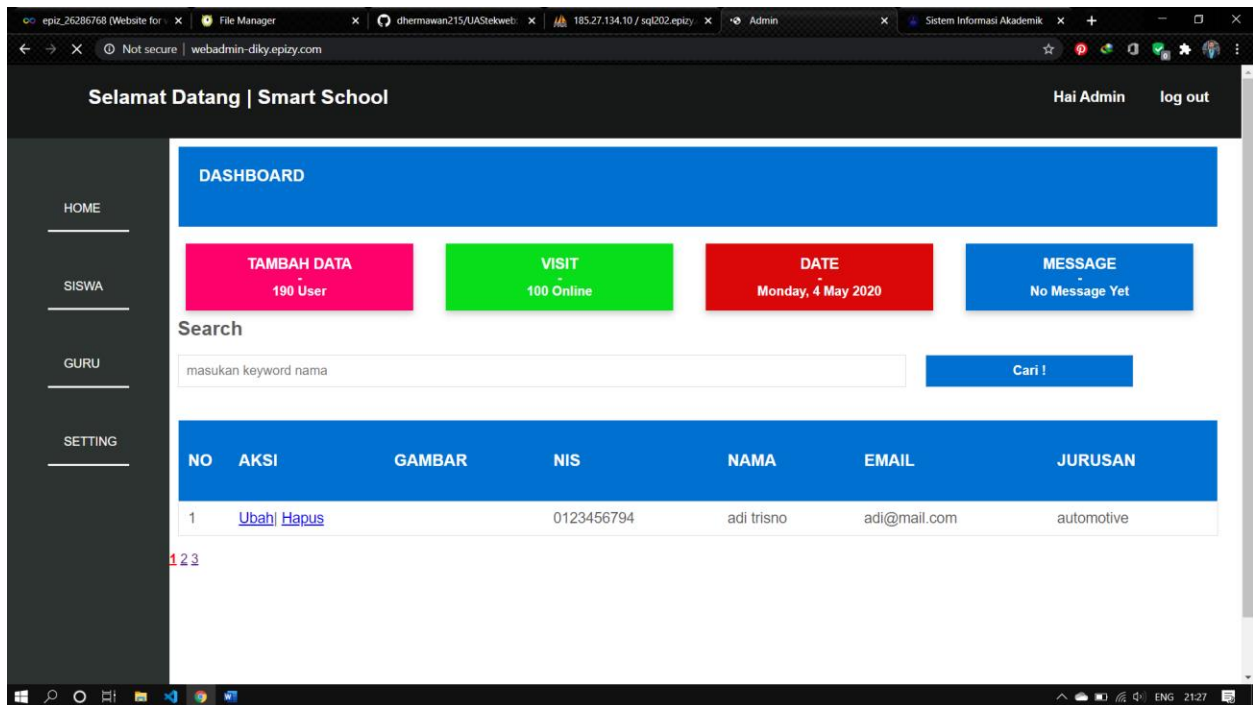 epiz_26286768 (Website for
File Manager
dhermawan215/UAStekweb
185.27.134.10 / sql202.epizy.
Admin
Sistem Informasi Akademik
Not secure | webadmin-diky.epizy.com
Selamat Datang | Smart School
Hai Admin
log out
HOME
SISWA
GURU
SETTING
DASHBOARD
TAMBAH DATA
-
190 User
VISIT
-
100 Online
DATE
-
Monday, 4 May 2020
MESSAGE
-
No Message Yet
Search
masukan keyword nama
Cari !
NO AKSI GAMBAR NIS NAMA EMAIL JURUSAN
1 Ubah| Hapus 0123456794 adi trisno adi@mail.com automotive
1 2 3
ENG 21:27